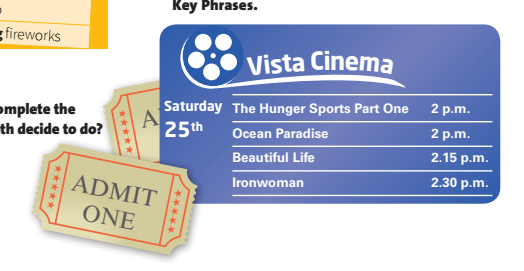 Key Phrases.
g fireworks
omplete the
th decide to do?
Vista Cinema
Saturday
25th
The Hunger Sports Part One 2 p.m.
Ocean Paradise 2 p.m.
Beautiful Life 2.15 p.m.
Ironwoman 2.30 p.m.
A
ADMIT
ONE